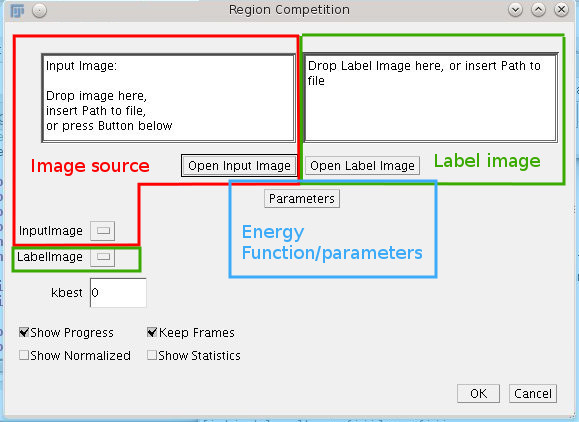 Region Competition
Input Image:
Drop image here,
insert Path to file,
or press Button below
Drop Label Image here, or insert Path to
file
Image source
Open Input Image
Open Label Image
Label image
Parameters
Energy
Function/parameters
InputImage
LabelImage
kbest 0
Show Progress
Keep Frames
Show Normalized
Show Statistics
OK
Cancel